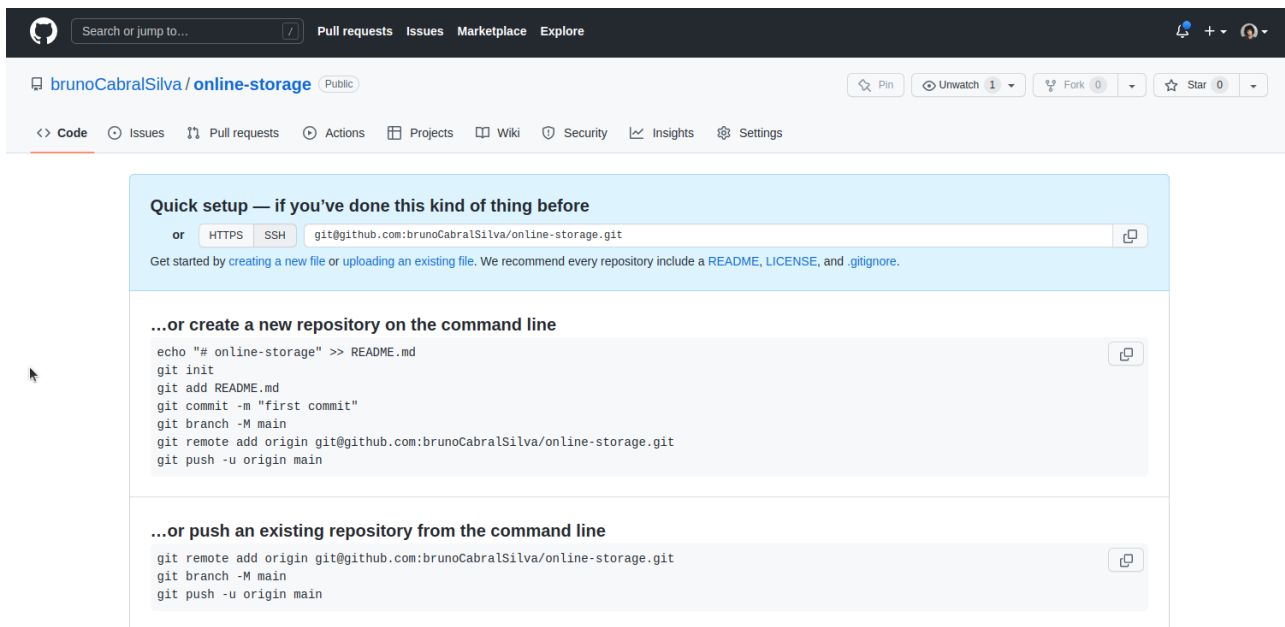 Search or jump to… / Pull requests Issues Marketplace Explore
brunoCabralSilva / online-storage Public Pin Unwatch 1 Fork 0 Star 0
<> Code Issues Pull requests Actions Projects Wiki Security Insights Settings
Quick setup — if you’ve done this kind of thing before
or HTTPS SSH git@github.com:brunoCabralSilva/online-storage.git
Get started by creating a new file or uploading an existing file. We recommend every repository include a README, LICENSE, and .gitignore.
…or create a new repository on the command line
echo "# online-storage" >> README.md
git init
git add README.md
git commit -m "first commit"
git branch -M main
git remote add origin git@github.com:brunoCabralSilva/online-storage.git
git push -u origin main
…or push an existing repository from the command line
git remote add origin git@github.com:brunoCabralSilva/online-storage.git
git branch -M main
git push -u origin main